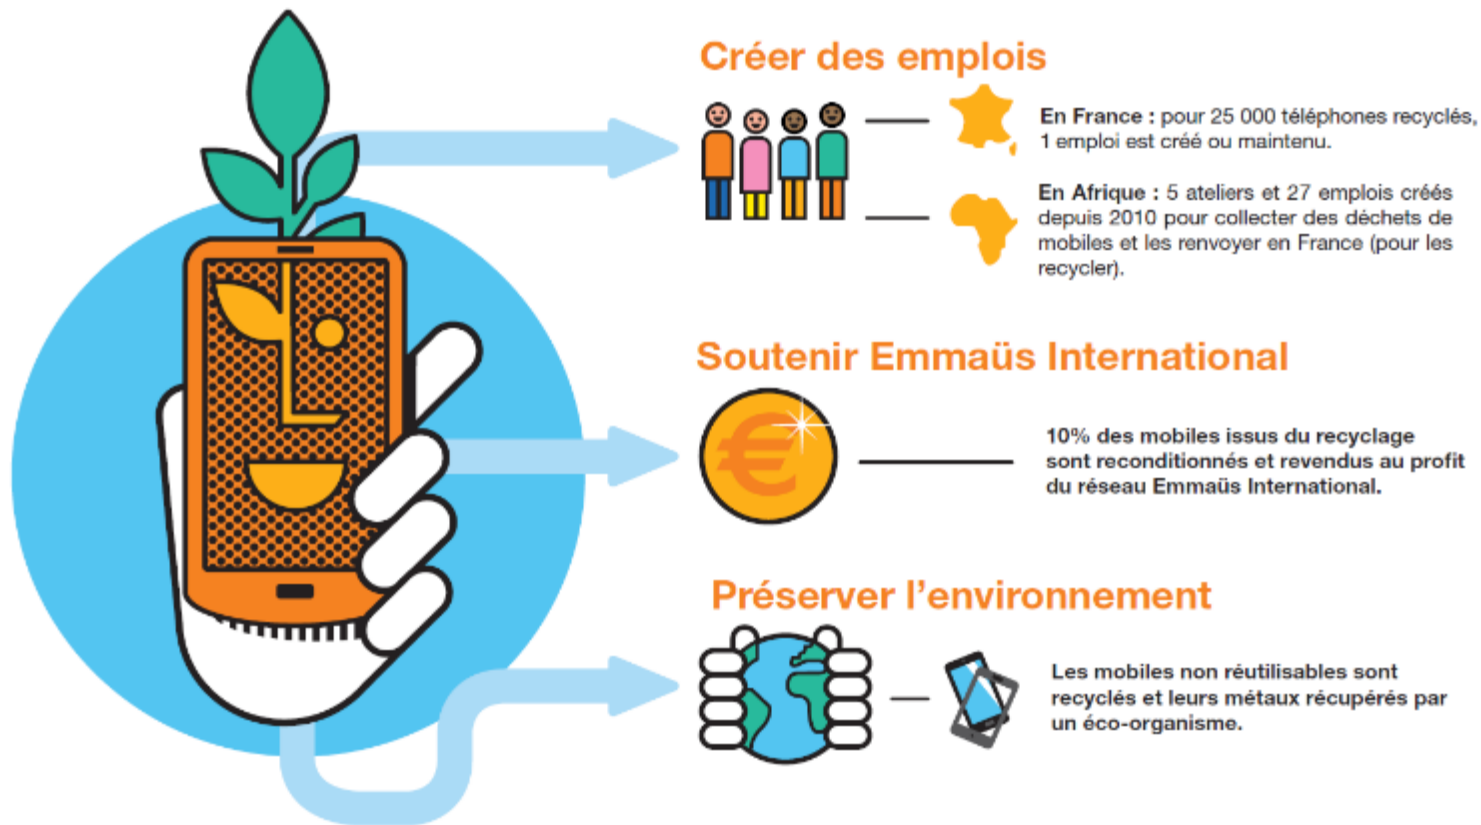 Créer des emplois
En France : pour 25 000 téléphones recyclés,
1 emploi est créé ou maintenu.
En Afrique : 5 ateliers et 27 emplois créés
depuis 2010 pour collecter des déchets de
mobiles et les renvoyer en France (pour les
recycler).
Soutenir Emmaüs International
€
10% des mobiles issus du recyclage
sont reconditionnés et revendus au profit
du réseau Emmaüs International.
Préserver l’environnement
Les mobiles non réutilisables sont
recyclés et leurs métaux récupérés par
un éco-organisme.